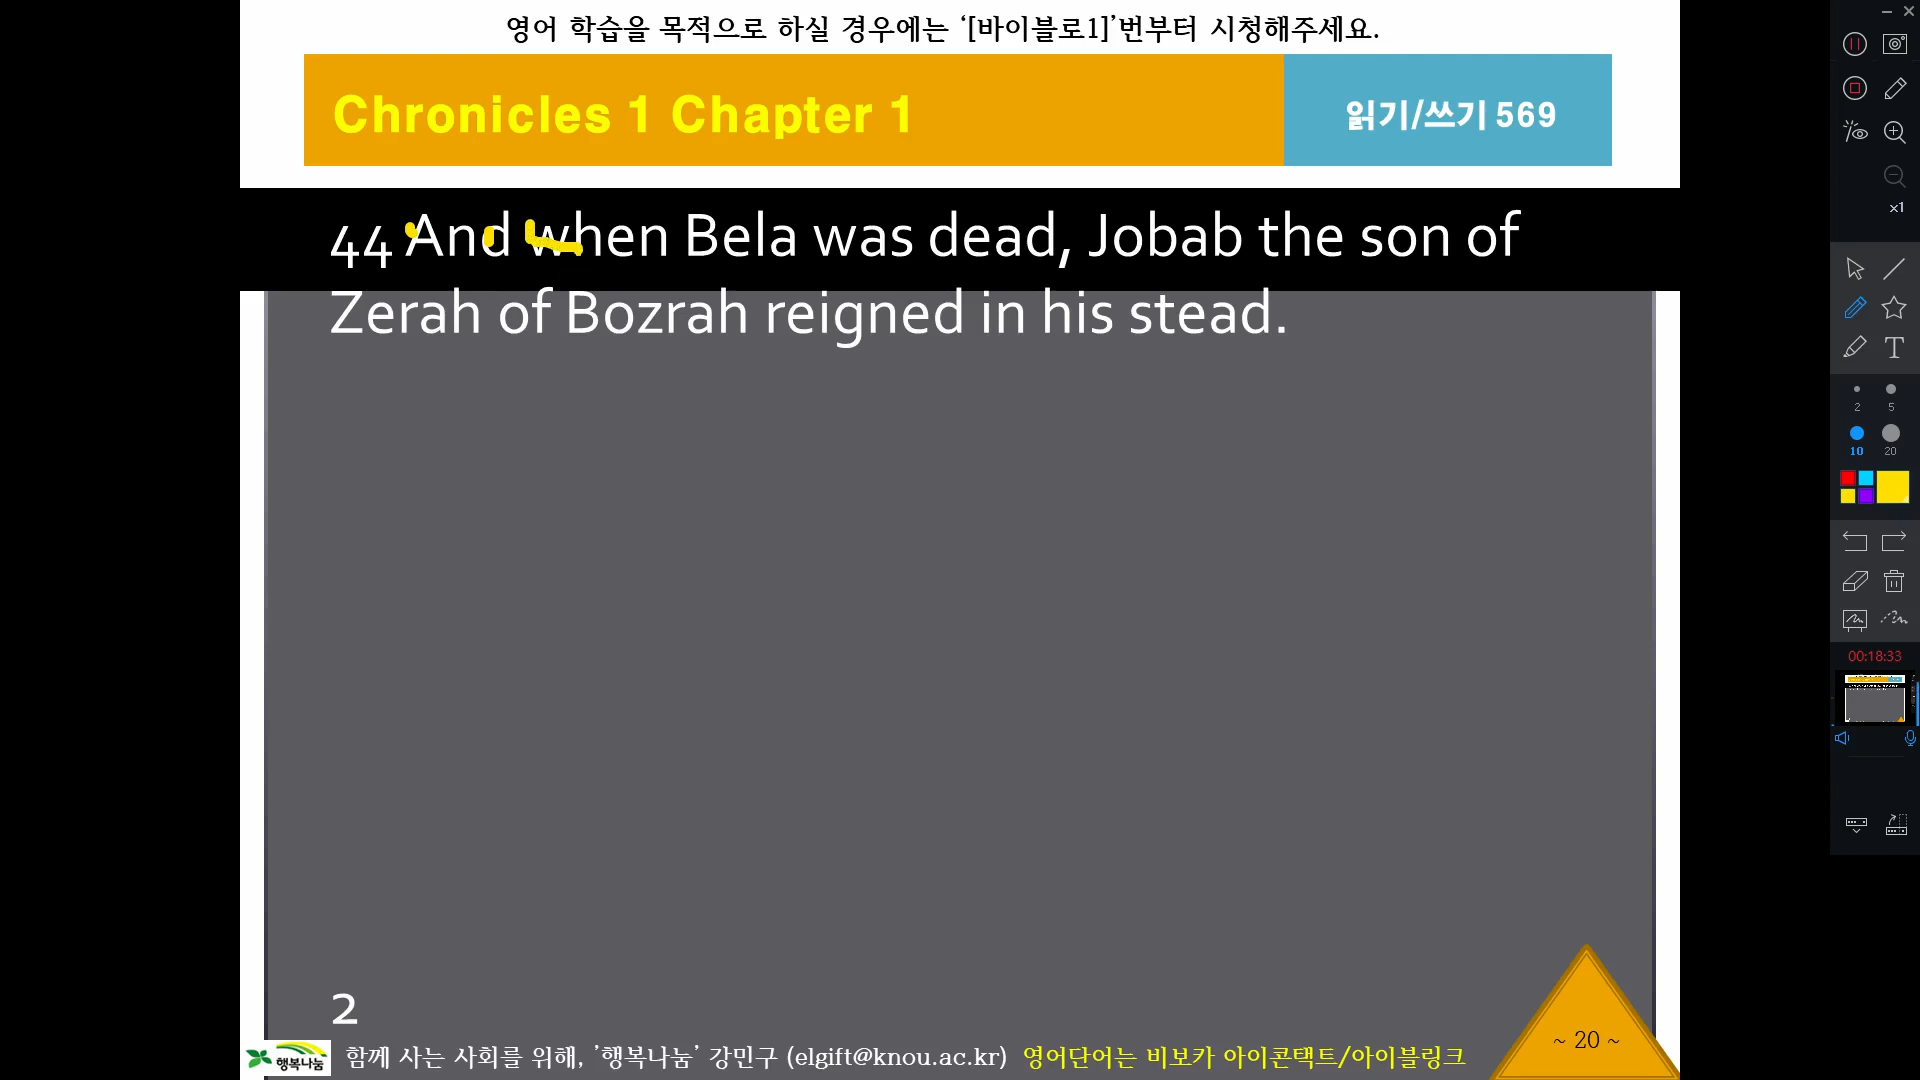 영어 학습을 목적으로 하실 경우에는 ‘[바이블로1]’번부터 시청해주세요.
Chronicles 1 Chapter 1
읽기/쓰기 569
x1
44 And when Bela was dead, Jobab the son of
Zerah of Bozrah reigned in his stead.
T
2 5
10 20
00:18:33
2
~ 20 ~
행복나눔 함께 사는 사회를 위해, ’행복나눔’ 강민구 (elgift@knou.ac.kr) 영어단어는 비보카 아이콘택트/아이블링크